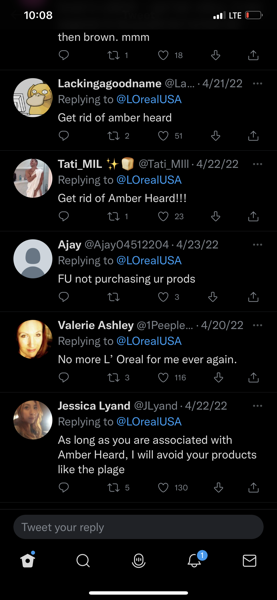 10:08 LTE
then brown. mmm
1 18
Lackingagoodname @La... · 4/21/22
Replying to @LOrealUSA
Get rid of amber heard
2 51
Tati_MIL @Tati_MIll · 4/22/22
Replying to @LOrealUSA
Get rid of Amber Heard!!!
1 23
Ajay @Ajay04512204 · 4/23/22
Replying to @LOrealUSA
FU not purchasing ur prods
3
Valerie Ashley @1Peeple... · 4/20/22
Replying to @LOrealUSA
No more L' Oreal for me ever again.
3 116
Jessica Lyand @JLyand · 4/22/22
Replying to @LOrealUSA
As long as you are associated with
Amber Heard, I will avoid your products
like the plage
5 130
Tweet your reply
1